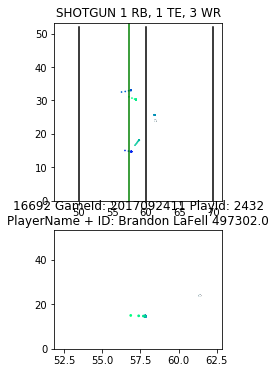 SHOTGUN 1 RB, 1 TE, 3 WR
50
40
30
20
10
0
50 55 60 65 70
16692 GameId: 2017092411 PlayId: 2432
PlayerName + ID: Brandon LaFell 497302.0
40
20
0
52.5 55.0 57.5 60.0 62.5